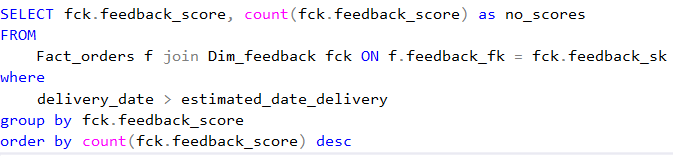 SELECT fck.feedback_score, count(fck.feedback_score) as no_scores
FROM
Fact_orders f join Dim_feedback fck ON f.feedback_fk = fck.feedback_sk
where
delivery_date > estimated_date_delivery
group by fck.feedback_score
order by count(fck.feedback_score) desc